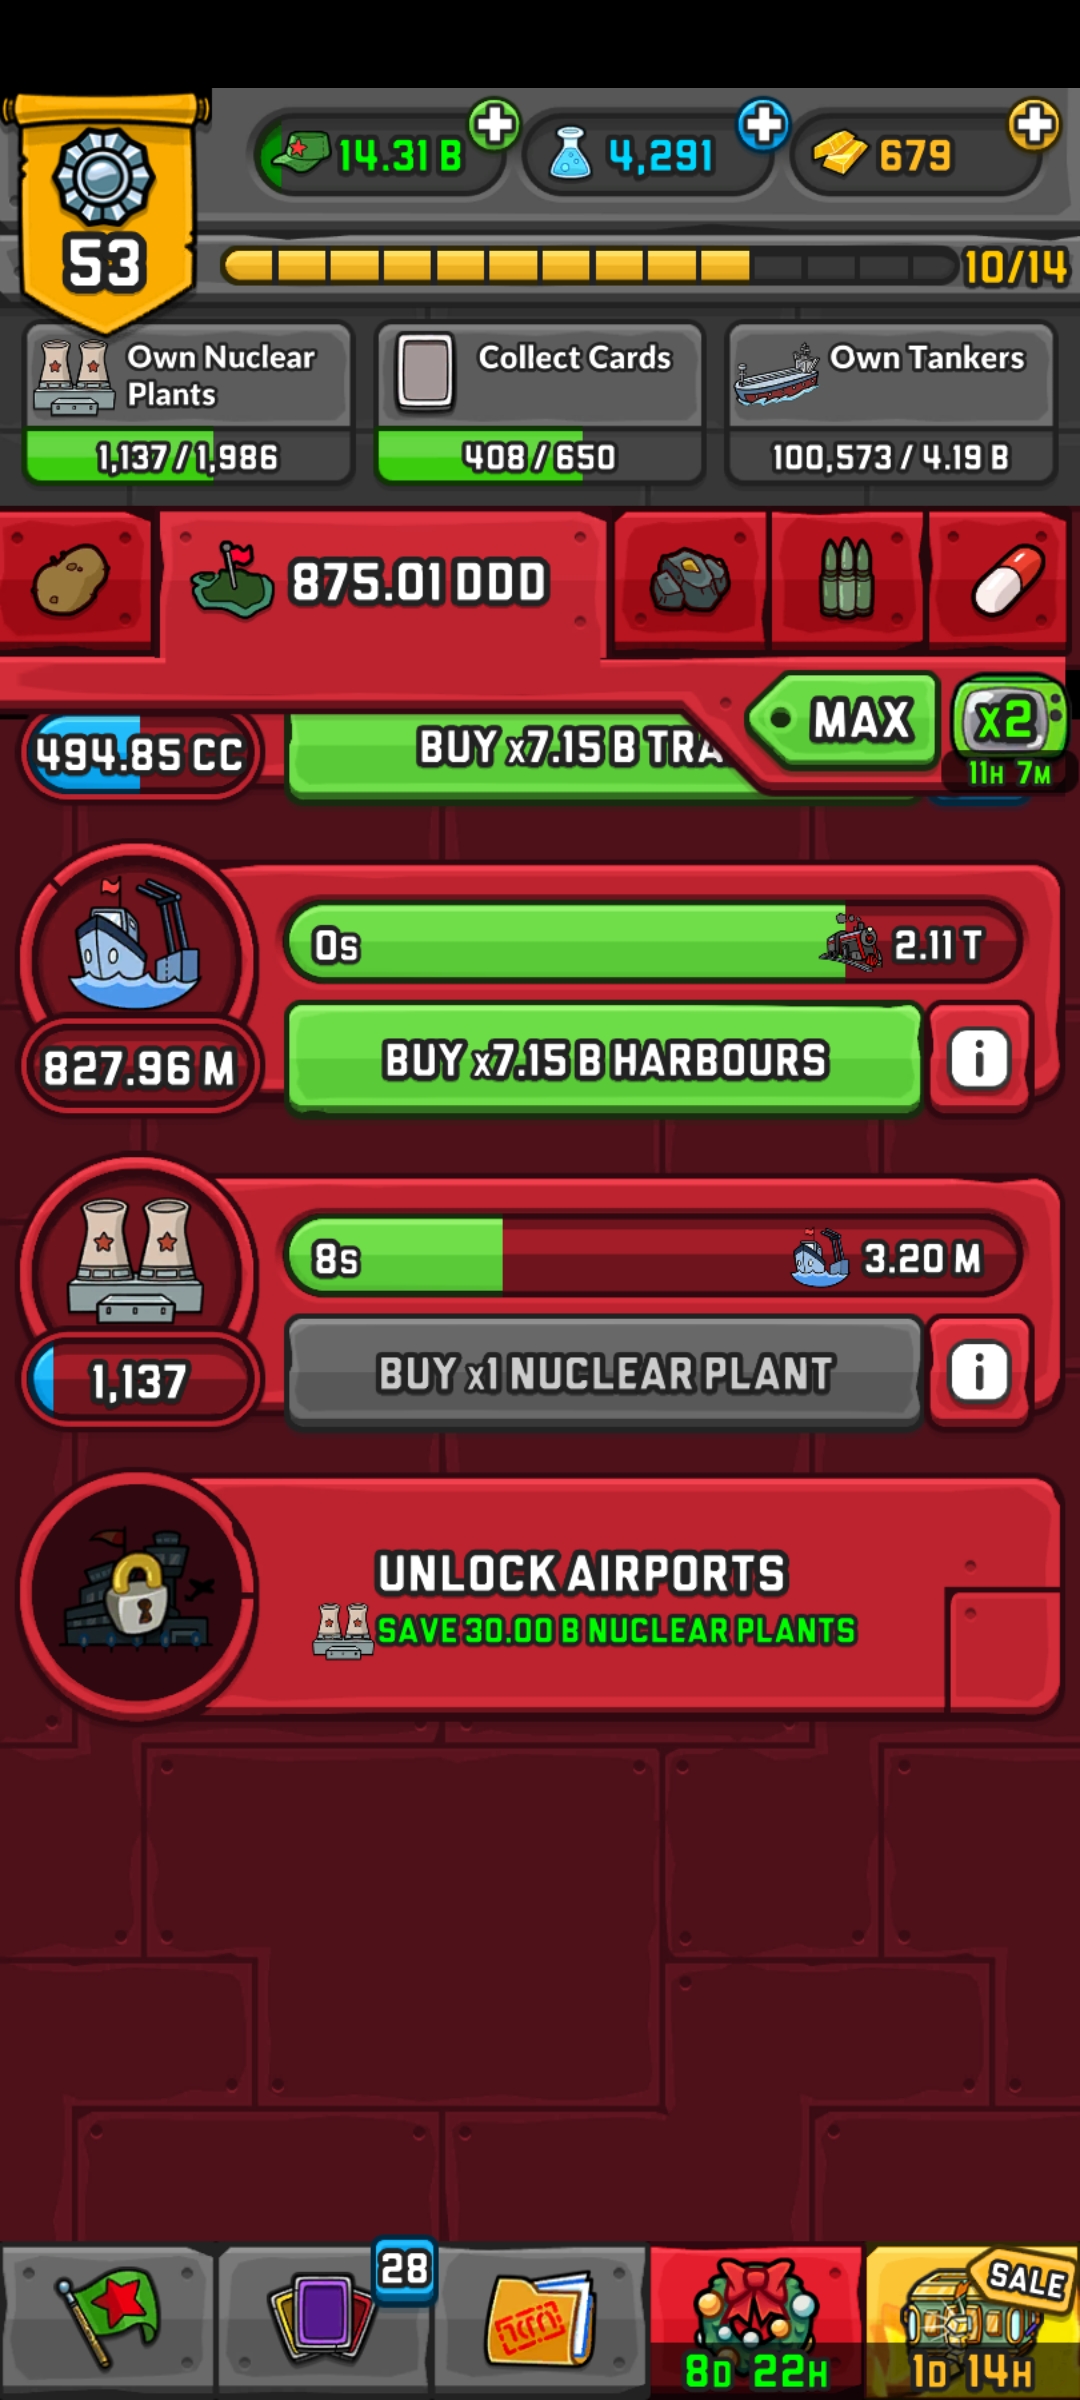 14.31 B
4,291
679
53
10/14
Own Nuclear
Plants
1,137 / 1,986
Collect Cards
408 / 650
Own Tankers
100,573 / 4.19 B
875.01 DDD
MAX
x2
11H 7M
494.85 CC
BUY x7.15 B TRA
0s
2.11 T
827.96 M
BUY x7.15 B HARBOURS
i
8s
3.20 M
1,137
BUY x1 NUCLEAR PLANT
i
UNLOCK AIRPORTS
SAVE 30.00 B NUCLEAR PLANTS
28
SALE
8D 22H
1D 14H